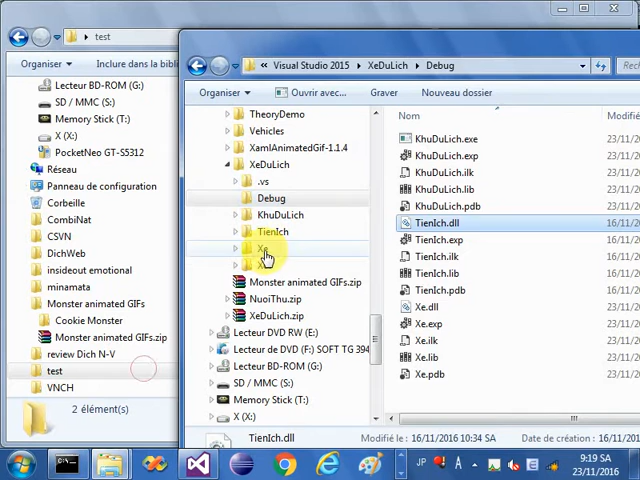 test
Organiser
Inclure dans la bibli
Lecteur BD-ROM (G:)
SD / MMC (S:)
Memory Stick (T:)
X (X:)
PocketNeo GT-S5312
Réseau
Panneau de configuration
Corbeille
CombiNat
CSVN
DichWeb
insideout emotional
minamata
Monster animated GIFs
Cookie Monster
Monster animated GIFs.zip
review Dich N-V
test
VNCH
2 élément(s)
« Visual Studio 2015 XeDuLich Debug
Rech
Organiser
Ouvrir avec...
Graver
Nouveau dossier
TheoryDemo
Vehicles
XamlAnimatedGif-1.1.4
XeDuLich
.vs
Debug
KhuDuLich
TienIch
Xe
Monster animated GIFs.zip
NuoiThu.zip
XeDuLich.zip
Lecteur DVD RW (E:)
Lecteur de DVD (F:) SOFT TG 394
Lecteur BD-ROM (G:)
SD / MMC (S:)
Memory Stick (T:)
X (X:)
Nom
Modifié
KhuDuLich.exe 23/11/
KhuDuLich.exp 23/11/
KhuDuLich.ilk 23/11/
KhuDuLich.lib 23/11/
KhuDuLich.pdb 23/11/
TienIch.dll 16/11/
TienIch.exp 16/11/
TienIch.ilk 16/11/
TienIch.lib 16/11/
TienIch.pdb 16/11/
Xe.dll 23/11/
Xe.exp 23/11/
Xe.ilk 23/11/
Xe.lib 23/11/
Xe.pdb 23/11/
TienIch.dll
Modifié le : 16/11/2016 10:34 SA
Date de création : 16/11/2
JP
A
9:19 SA
23/11/2016